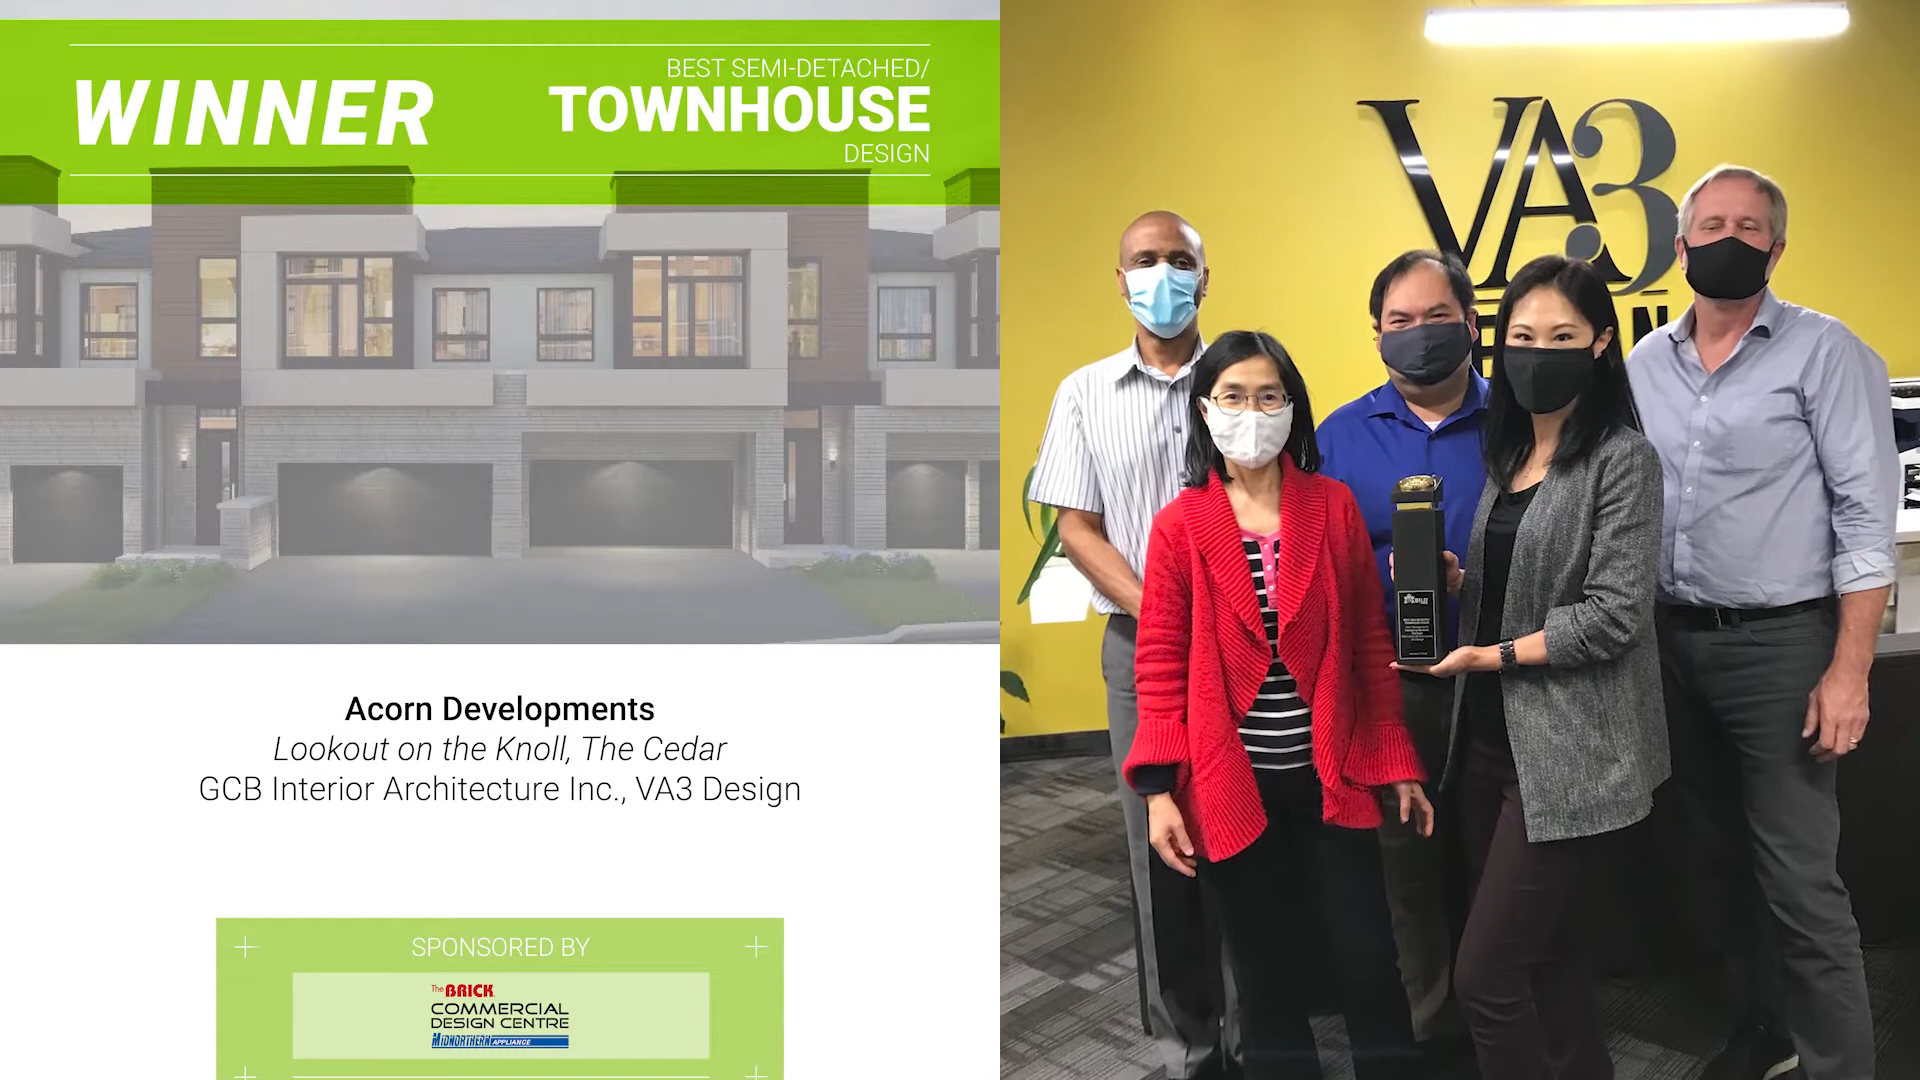 WINNER
BEST SEMI-DETACHED/
TOWNHOUSE
DESIGN
Acorn Developments
Lookout on the Knoll, The Cedar
GCB Interior Architecture Inc., VA3 Design
SPONSORED BY
The BRICK
COMMERCIAL
DESIGN CENTRE
MIDNORTHERN APPLIANCE
VA3
BILD